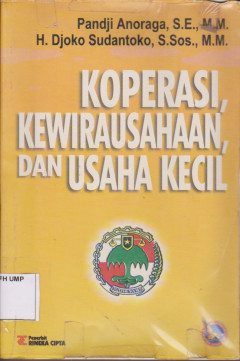 Pandji Anoraga, S.E., M.M.
H. Djoko Sudantoko, S.Sos., M.M.
KOPERASI,
KEWIRAUSAHAAN,
DAN USAHA KECIL
FH UMP
Penerbit
RINEKA CIPTA